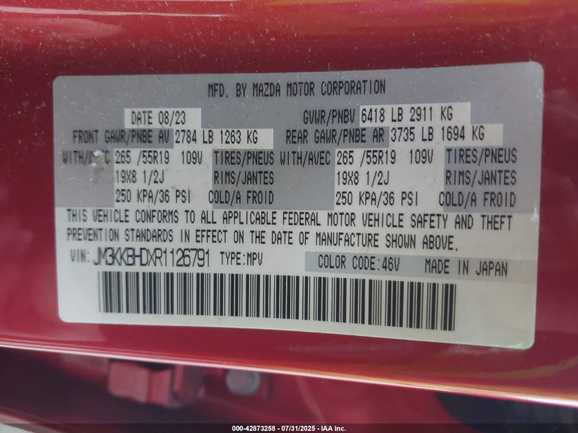 MFD. BY MAZDA MOTOR CORPORATION
DATE 08/23 GVWR/PNBV 6418 LB 2911 KG
FRONT GAWR/PNBE AV 2784 LB 1263 KG REAR GAWR/PNBE AR 3735 LB 1694 KG
WITH/AVEC 265 /55R19 109V TIRES/PNEUS WITH/AVEC 265 /55R19 109V TIRES/PNEUS
19X8 1/2J RIMS/JANTES 19X8 1/2J RIMS/JANTES
250 KPA/36 PSI COLD/A FROID 250 KPA/36 PSI COLD/A FROID
THIS VEHICLE CONFORMS TO ALL APPLICABLE FEDERAL MOTOR VEHICLE SAFETY AND THEFT
PREVENTION STANDARDS IN EFFECT ON THE DATE OF MANUFACTURE SHOWN ABOVE.
VIN: JM3KKBHDXR1126791 TYPE:MPV COLOR CODE:46V MADE IN JAPAN
000-42873258 - 07/31/2025 - IAA Inc.